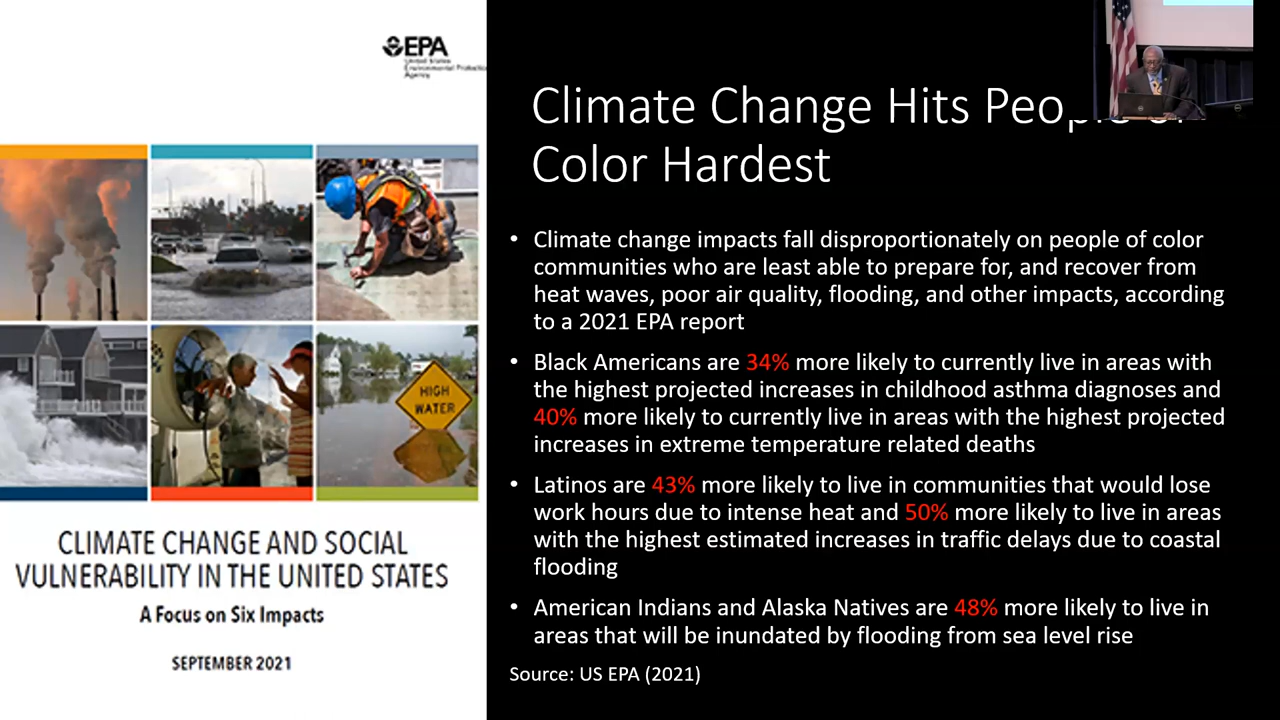 EPA
United States
Environmental Protection
Agency
HIGH
WATER
CLIMATE CHANGE AND SOCIAL
VULNERABILITY IN THE UNITED STATES
A Focus on Six Impacts
SEPTEMBER 2021
Climate Change Hits People of
Color Hardest
• Climate change impacts fall disproportionately on people of color
communities who are least able to prepare for, and recover from
heat waves, poor air quality, flooding, and other impacts, according
to a 2021 EPA report
• Black Americans are 34% more likely to currently live in areas with
the highest projected increases in childhood asthma diagnoses and
40% more likely to currently live in areas with the highest projected
increases in extreme temperature related deaths
• Latinos are 43% more likely to live in communities that would lose
work hours due to intense heat and 50% more likely to live in areas
with the highest estimated increases in traffic delays due to coastal
flooding
• American Indians and Alaska Natives are 48% more likely to live in
areas that will be inundated by flooding from sea level rise
Source: US EPA (2021)